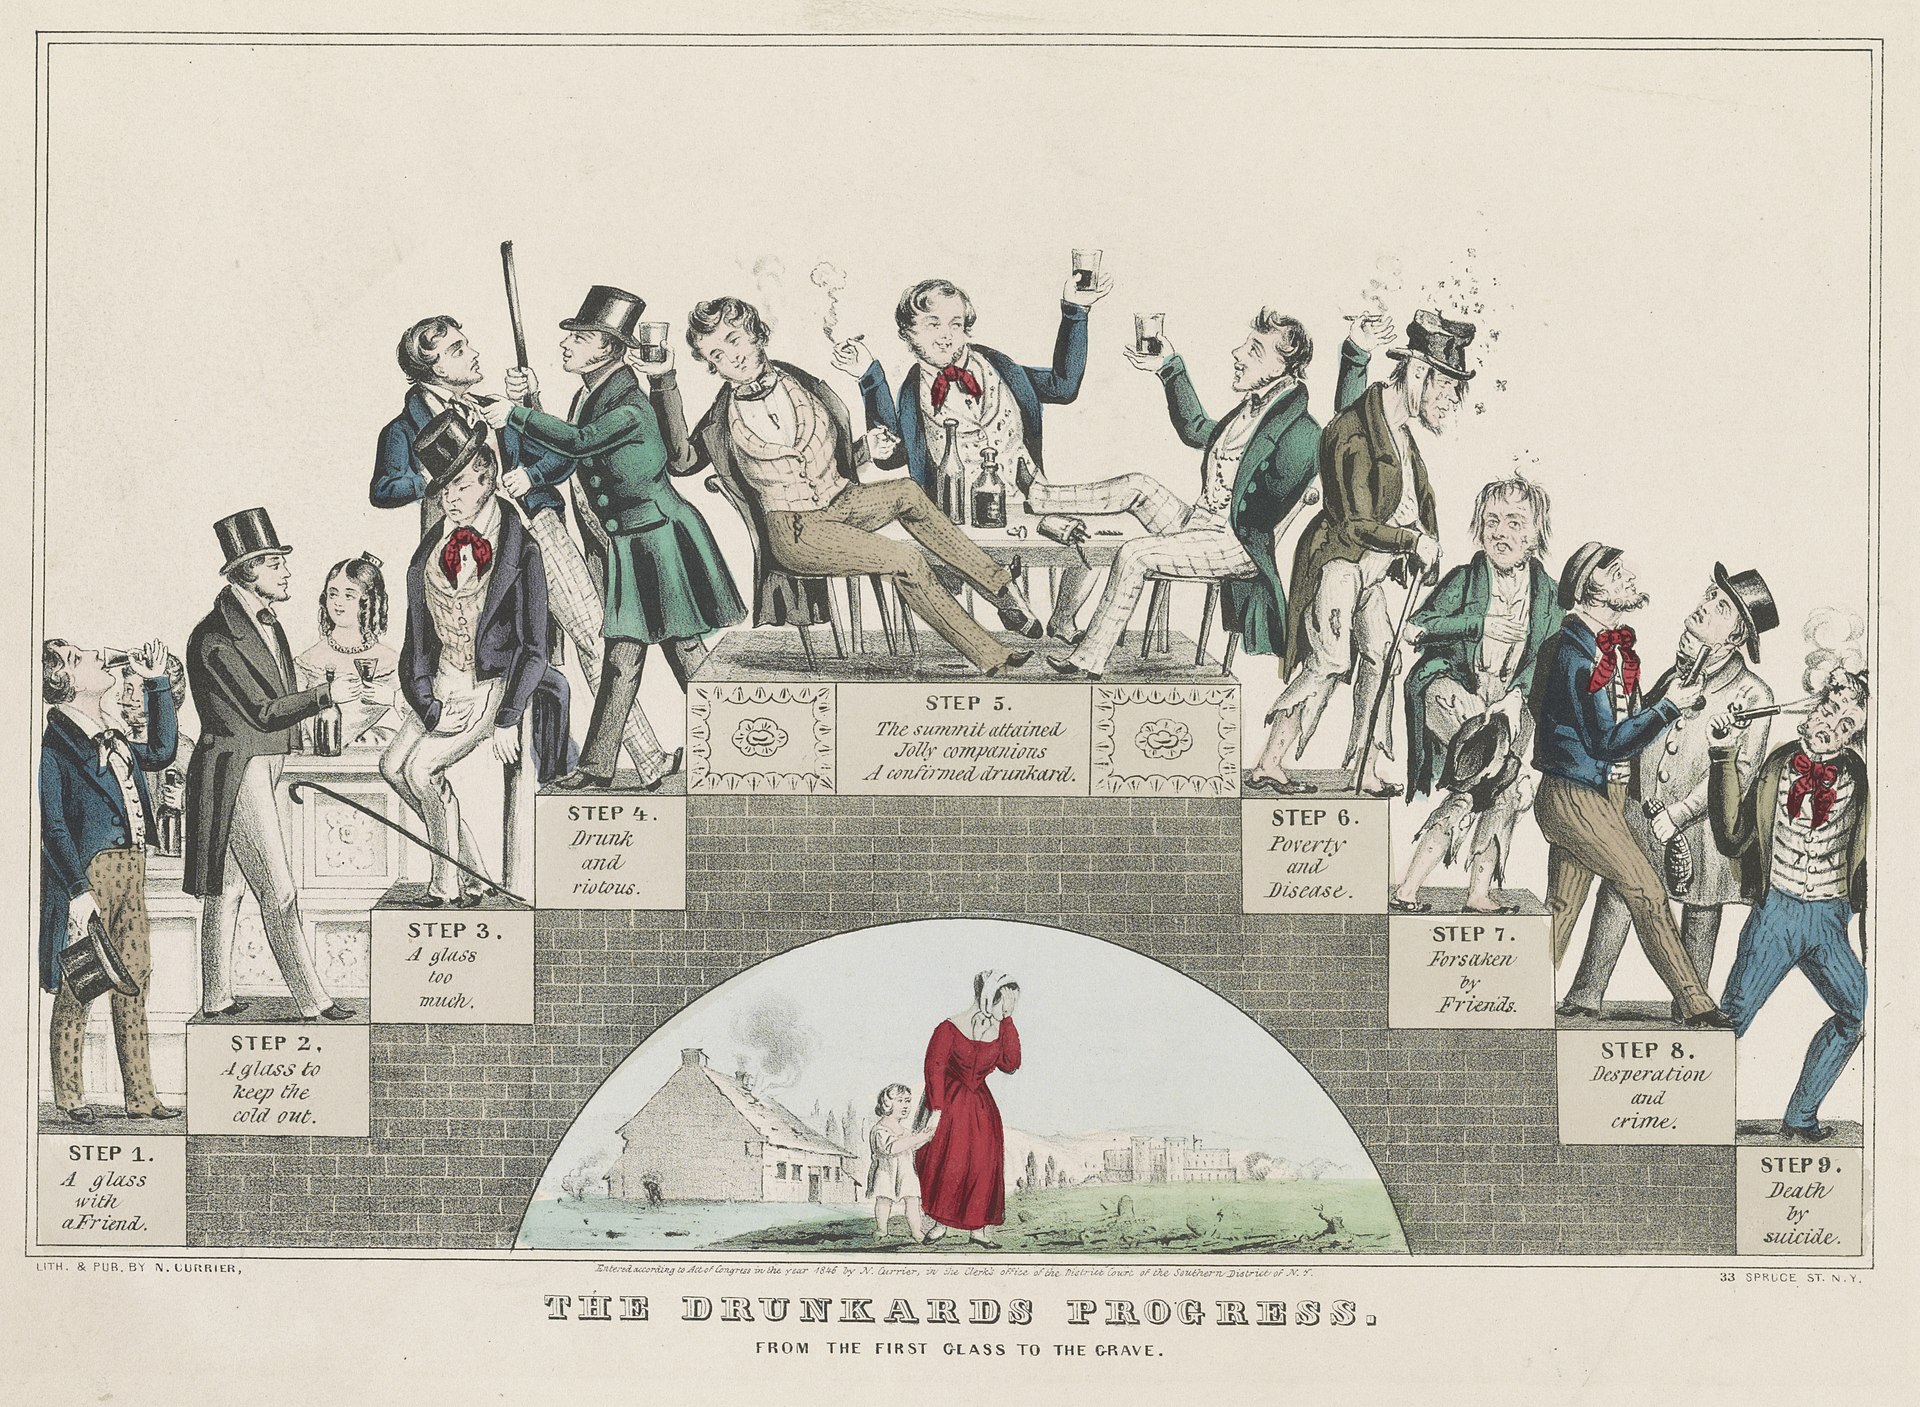 STEP 1.
A glass
with
a Friend.
STEP 2.
A glass to
keep the
cold out.
STEP 3.
A glass
too
much.
STEP 4.
Drunk
and
riotous.
STEP 5.
The summit attained
Jolly companions
A confirmed drunkard.
STEP 6.
Poverty
and
Disease.
STEP 7.
Forsaken
by
Friends.
STEP 8.
Desperation
and
crime.
STEP 9.
Death
by
suicide.
LITH. & PUB. BY N. CURRIER,
Entered according to Act of Congress in the year 1846 by N. Currier, in the Clerk's office of the District Court of the Southern District of N.Y.
33 SPRUCE ST. N.Y.
THE DRUNKARDS PROGRESS.
FROM THE FIRST GLASS TO THE GRAVE.